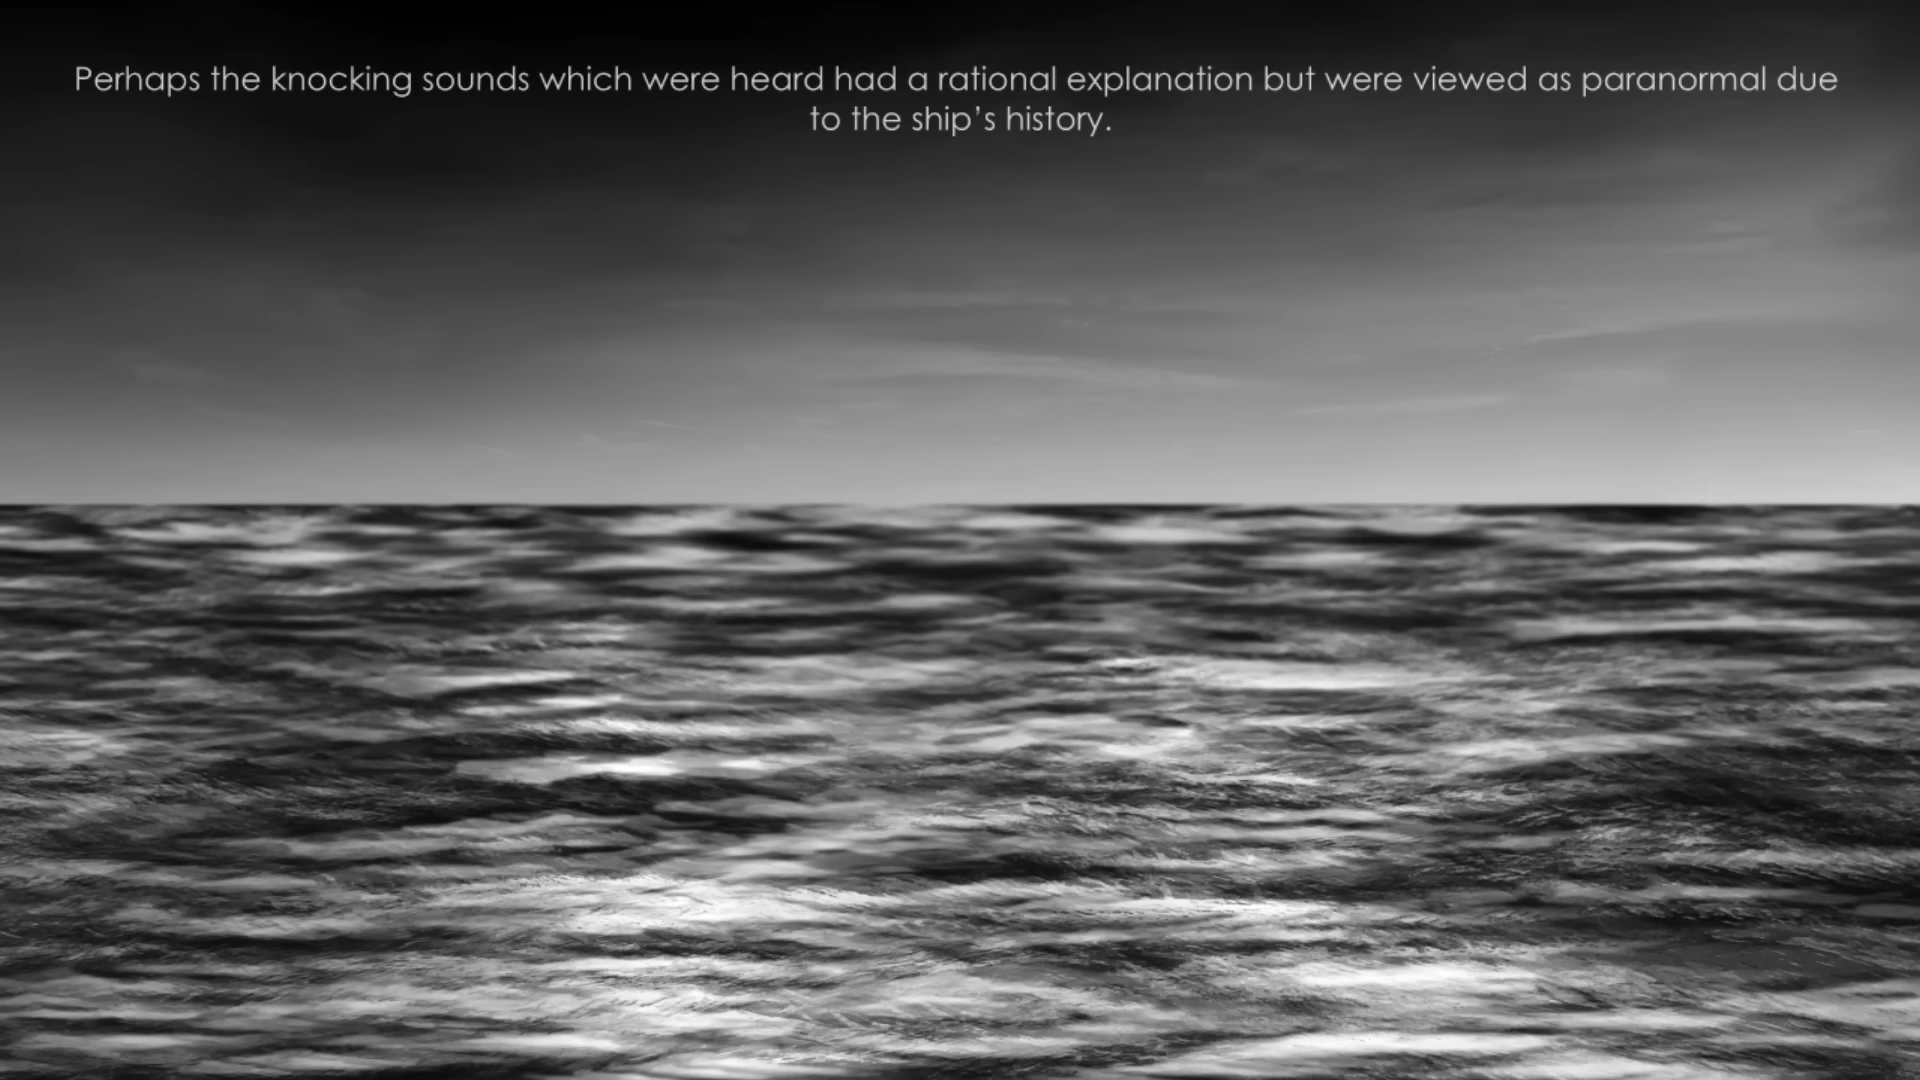 Perhaps the knocking sounds which were heard had a rational explanation but were viewed as paranormal due
to the ship’s history.